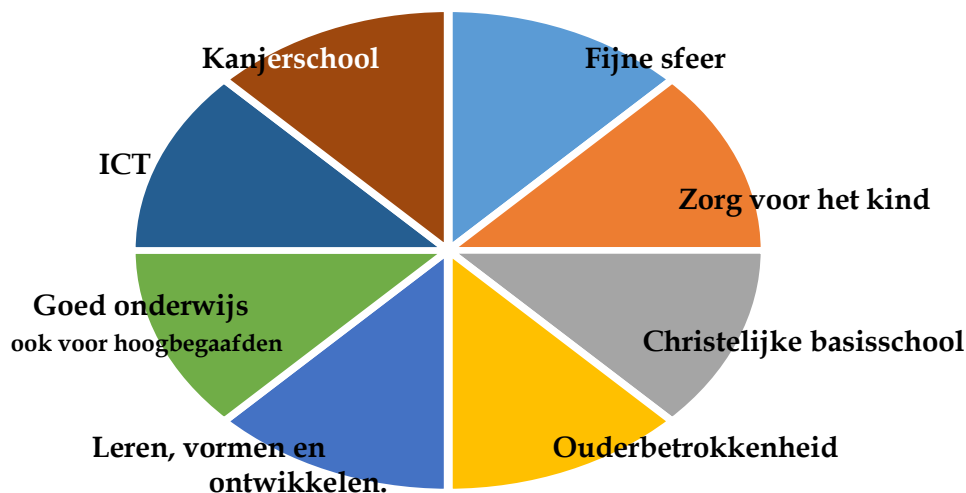 Kanjerschool
Fijne sfeer
ICT
Zorg voor het kind
Goed onderwijs
ook voor hoogbegaafden
Christelijke basisschool
Leren, vormen en
ontwikkelen.
Ouderbetrokkenheid